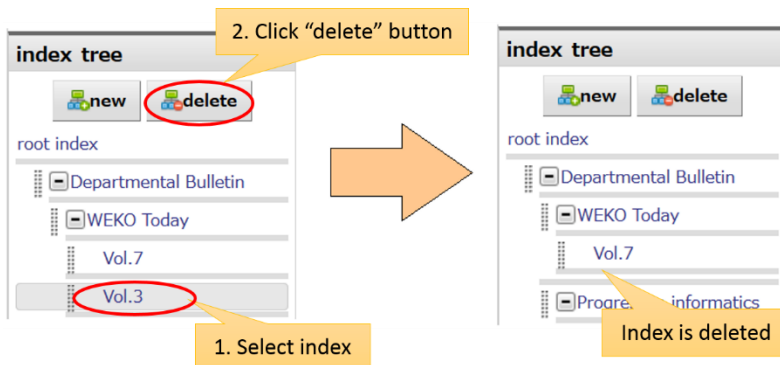 2. Click “delete” button
index tree
new
delete
root index
Departmental Bulletin
WEKO Today
Vol.7
Vol.3
1. Select index
index tree
new
delete
root index
Departmental Bulletin
WEKO Today
Vol.7
informatics
Index is deleted